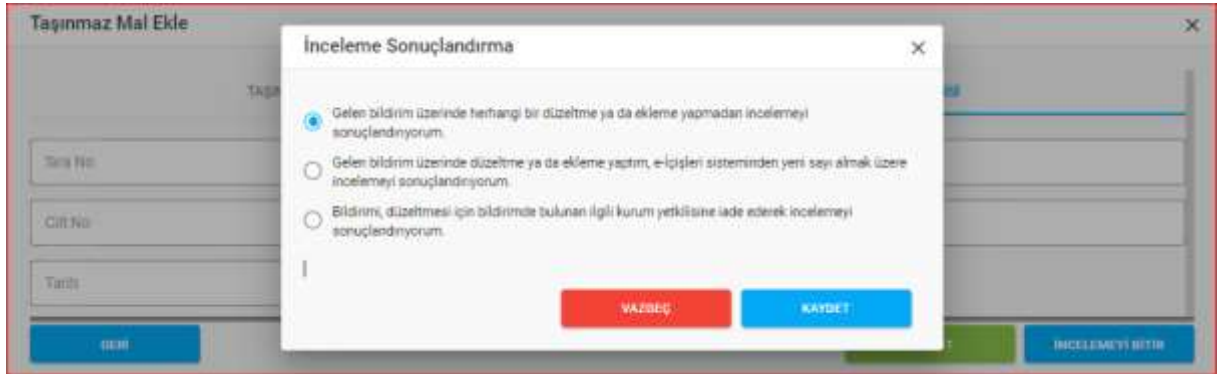 Taşınmaz Mal Ekle
İnceleme Sonuçlandırma
TAŞIN
Gelen bildirim üzerinde herhangi bir düzeltme ya da ekleme yapmadan incelemeyi
sonuçlandırıyorum.
Gelen bildirim üzerinde düzeltme ya da ekleme yaptım, e-İçişleri sisteminden yeni sayı almak üzere
incelemeyi sonuçlandırıyorum.
Bildirimi, düzeltmesi için bildirimde bulunan ilgili kurum yetkilisine iade ederek incelemeyi
sonuçlandırıyorum.
Sıra No
Cilt No
Tarih
VAZGEÇ
KAYDET
GERİ
İNCELEMEYİ BİTİR